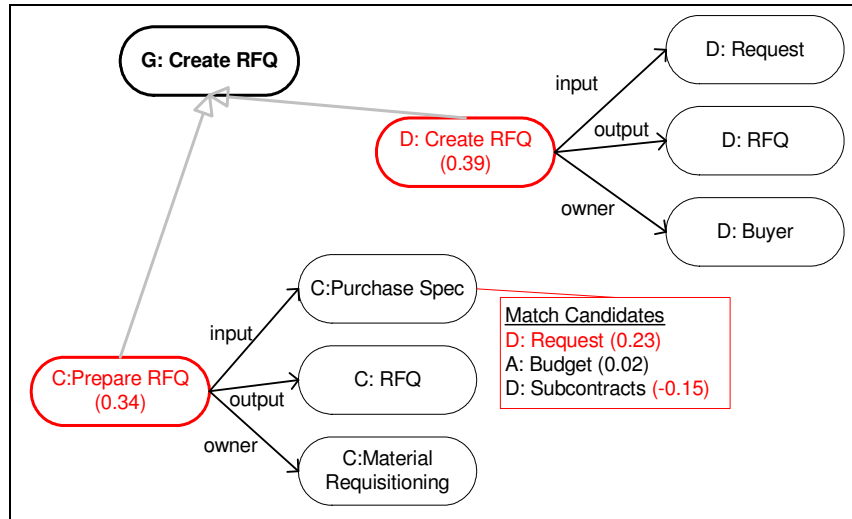 G: Create RFQ
D: Request
input
D: Create RFQ
(0.39)
output
D: RFQ
owner
D: Buyer
C:Purchase Spec
Match Candidates
D: Request (0.23)
A: Budget (0.02)
D: Subcontracts (-0.15)
input
C:Prepare RFQ
(0.34)
output
C: RFQ
owner
C:Material
Requisitioning